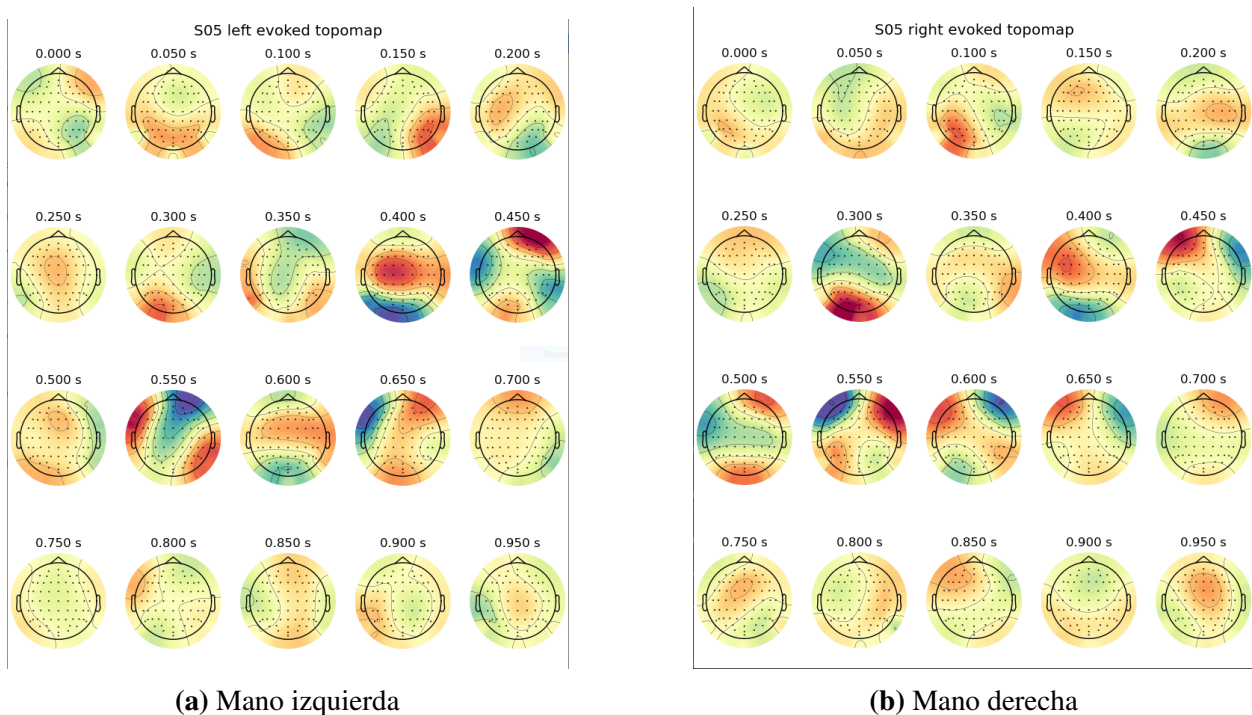 S05 left evoked topomap
0.000 s 0.050 s 0.100 s 0.150 s 0.200 s
0.250 s 0.300 s 0.350 s 0.400 s 0.450 s
0.500 s 0.550 s 0.600 s 0.650 s 0.700 s
0.750 s 0.800 s 0.850 s 0.900 s 0.950 s
(a) Mano izquierda
S05 right evoked topomap
0.000 s 0.050 s 0.100 s 0.150 s 0.200 s
0.250 s 0.300 s 0.350 s 0.400 s 0.450 s
0.500 s 0.550 s 0.600 s 0.650 s 0.700 s
0.750 s 0.800 s 0.850 s 0.900 s 0.950 s
(b) Mano derecha